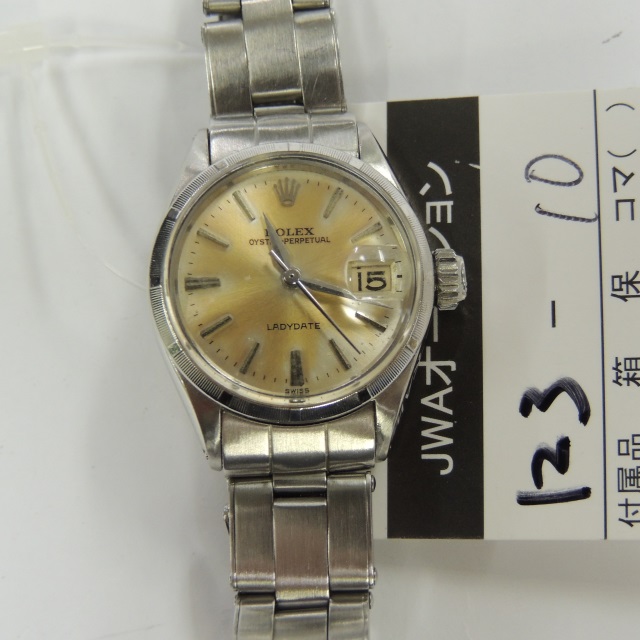 ROLEX
OYSTER PERPETUAL
15
LADYDATE
SWISS
JWAオークション
123-10
付属品 箱 保 コマ( )